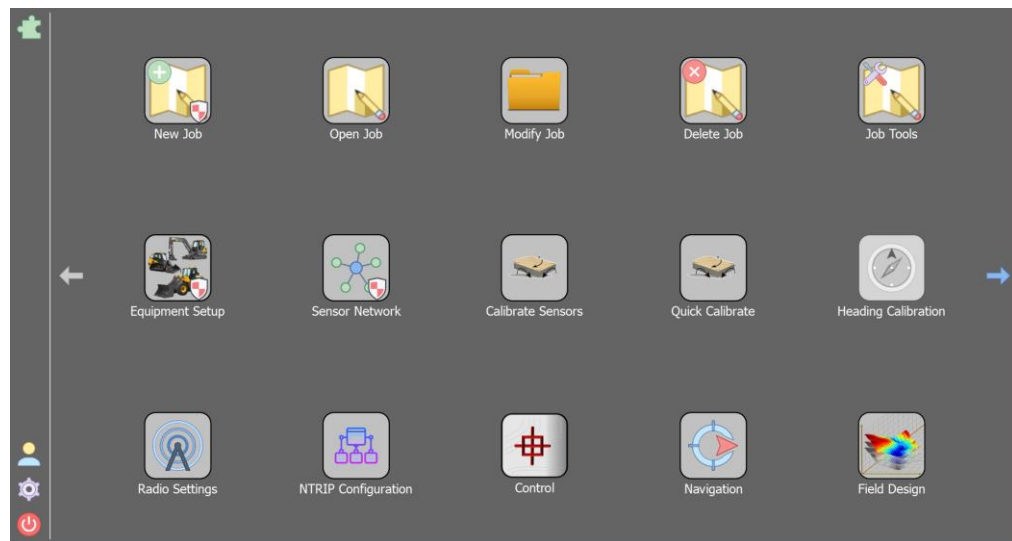 New Job
Open Job
Modify Job
Delete Job
Job Tools
Equipment Setup
Sensor Network
Calibrate Sensors
Quick Calibrate
Heading Calibration
Radio Settings
NTRIP Configuration
Control
Navigation
Field Design